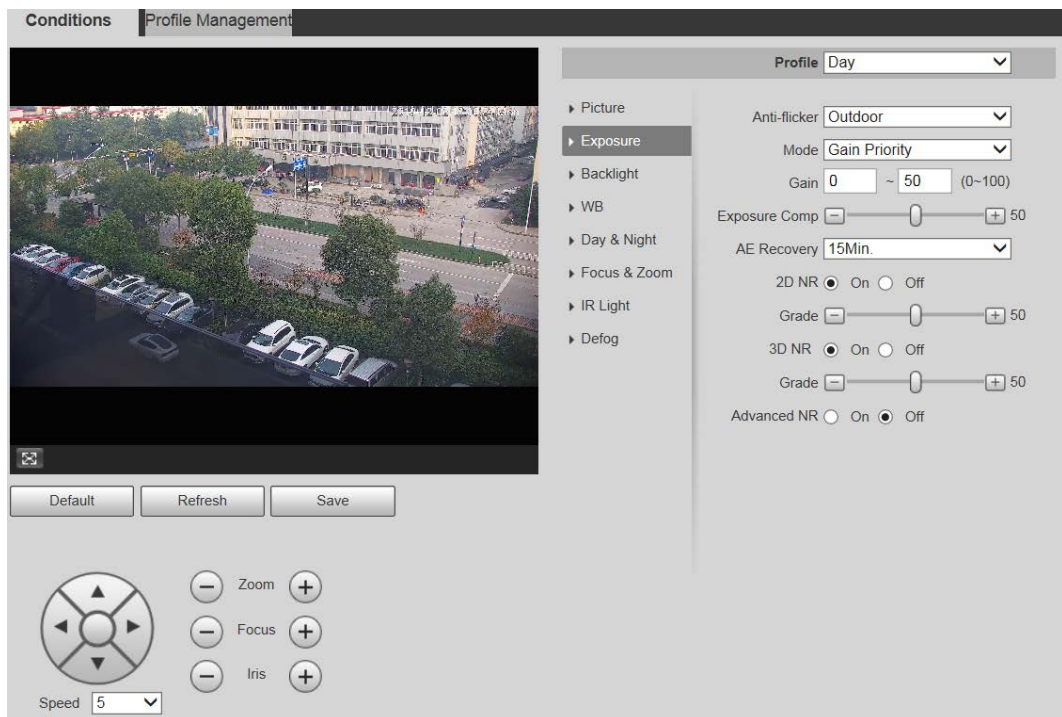 Conditions Profile Management
Profile Day
Picture
Exposure
Backlight
WB
Day & Night
Focus & Zoom
IR Light
Defog
Anti-flicker Outdoor
Mode Gain Priority
Gain 0 ~ 50 (0~100)
Exposure Comp 50
AE Recovery 15Min.
2D NR On Off
Grade 50
3D NR On Off
Grade 50
Advanced NR On Off
Default Refresh Save
Zoom
Focus
Iris
Speed 5